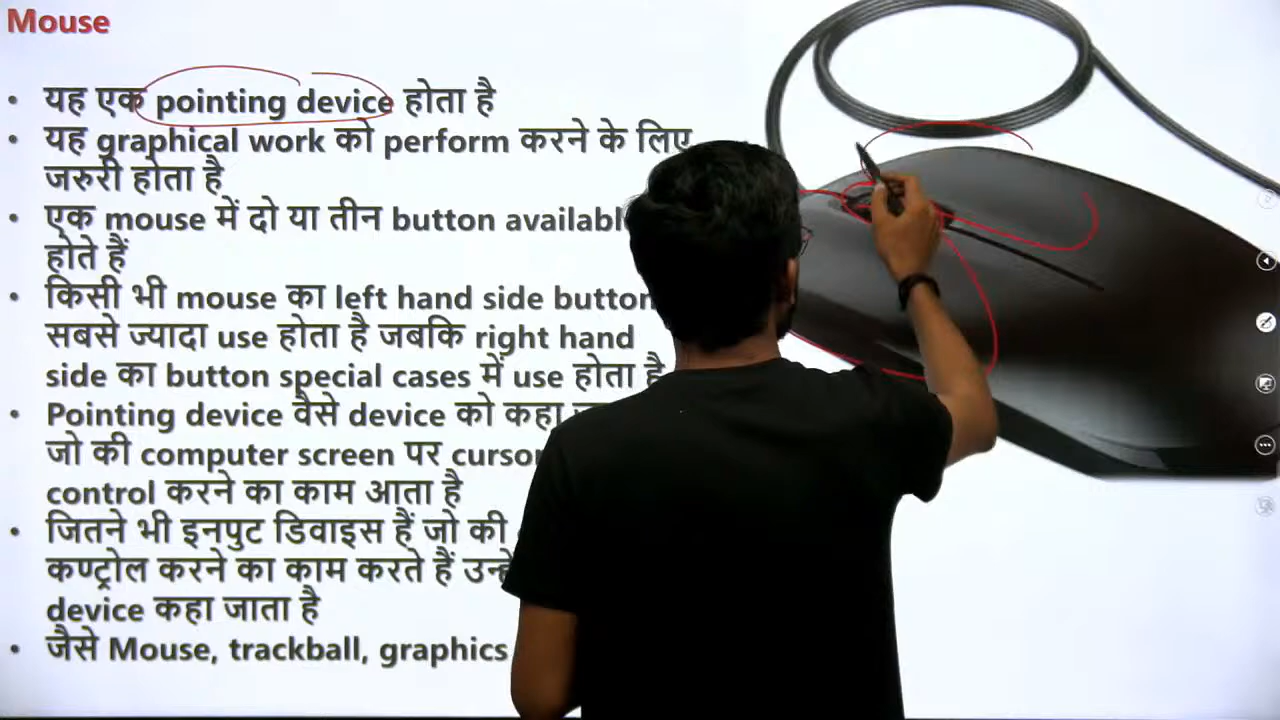 Mouse
• यह एक pointing device होता है
• यह graphical work को perform करने के लिए
जरुरी होता है
• एक mouse में दो या तीन button
होते हैं
• किसी भी mouse का left hand side button
सबसे ज्यादा use होता है जबकि right hand
side का button special cases में use होता है
• Pointing device वैसे device को कहा
जो की computer screen पर cursor
control करने का काम आता है
• जितने भी इनपुट डिवाइस हैं जो की
कण्ट्रोल करने का काम करते हैं
device कहा जाता है
• जैसे Mouse, trackball, graphics